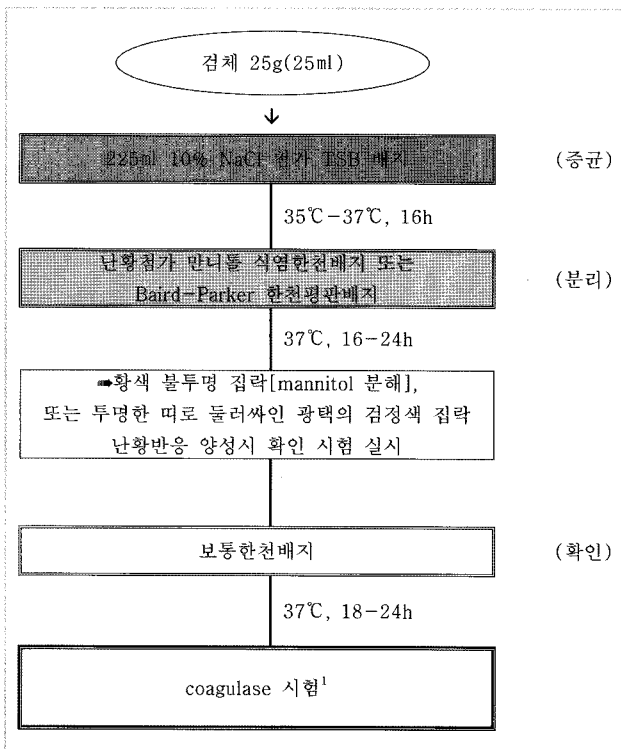 검체 25g(25ml)
225ml 10% NaCl 첨가 TSB 배지 (증균)
35℃-37℃, 16h
난황첨가 만니톨 식염한천배지 또는
Baird-Parker 한천평판배지 (분리)
37℃, 16-24h
➠황색 불투명 집락[mannitol 분해],
또는 투명한 띠로 둘러싸인 광택의 검정색 집락
난황반응 양성시 확인 시험 실시
보통한천배지 (확인)
37℃, 18-24h
coagulase 시험¹